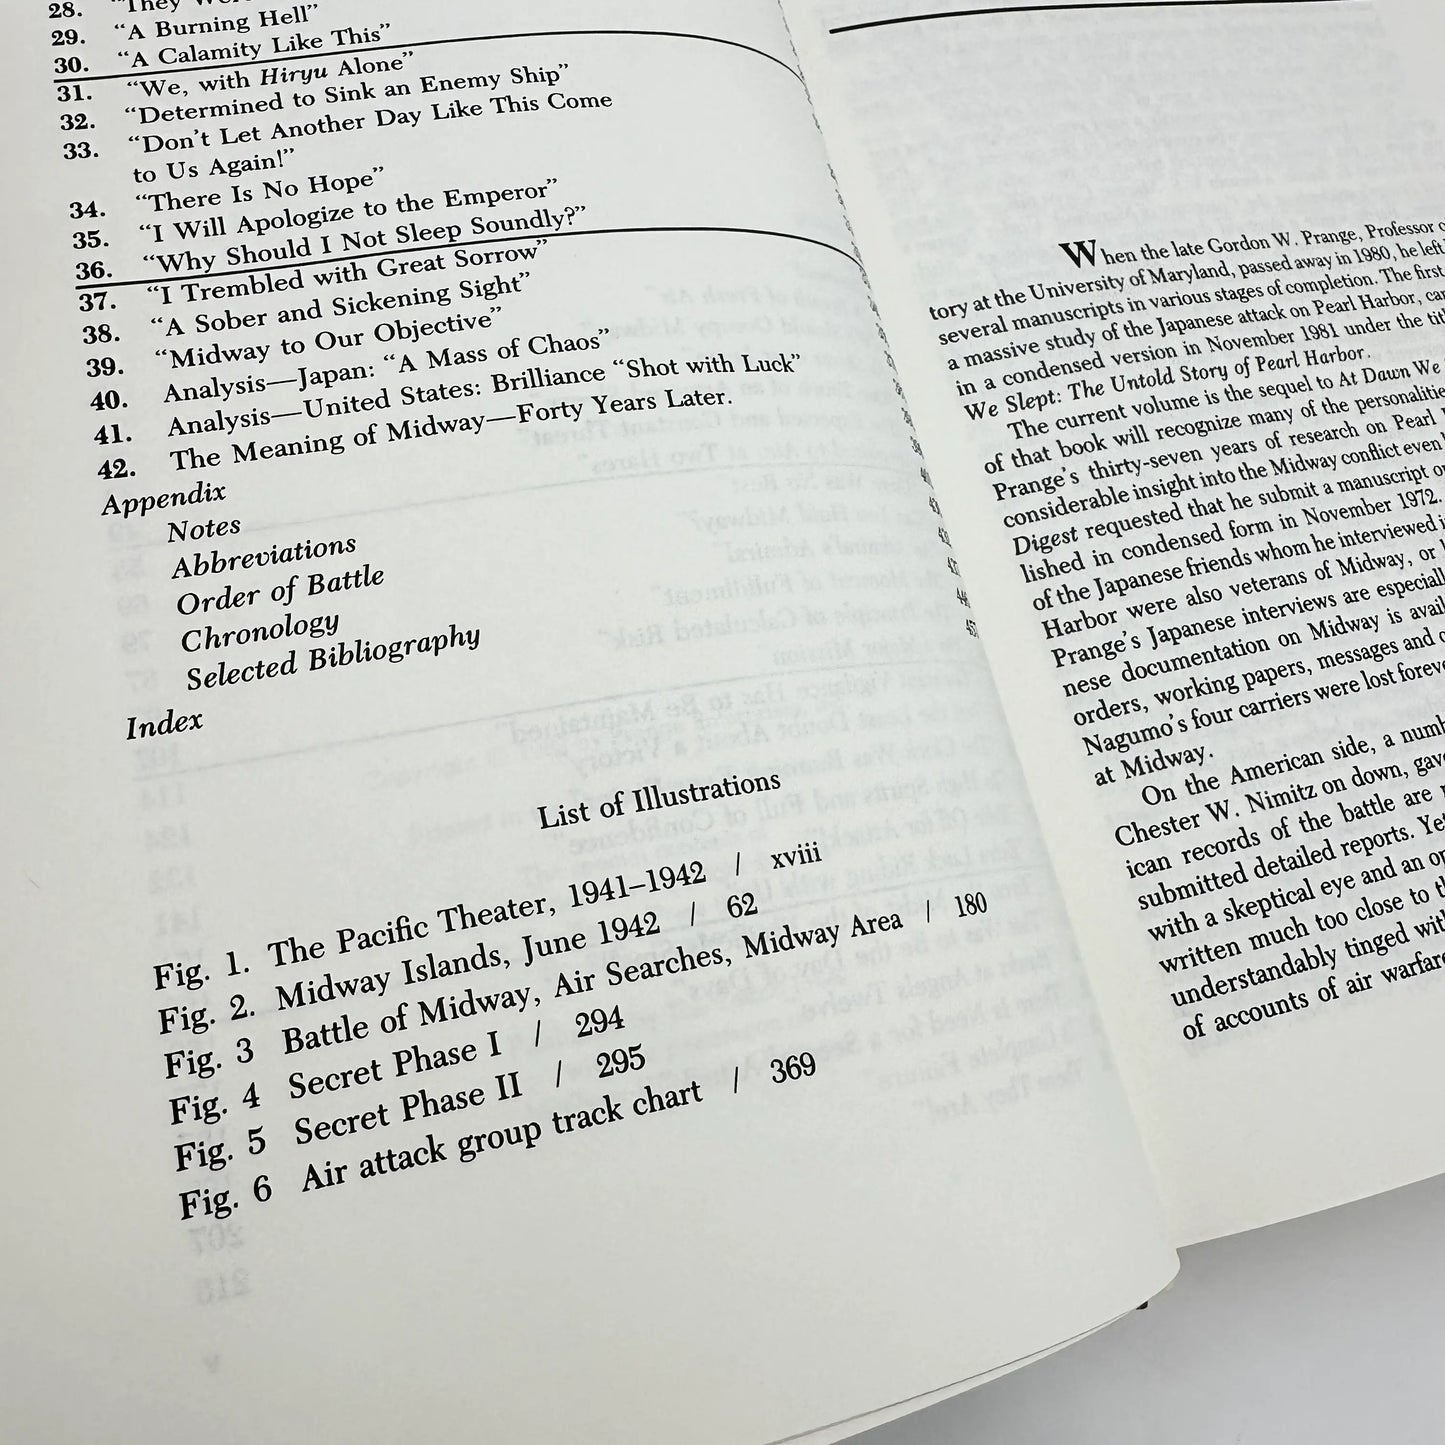 28. "They
29. "A Burning Hell"
30. "A Calamity Like This"
31. "We, with Hiryu Alone"
32. "Determined to Sink an Enemy Ship"
33. "Don't Let Another Day Like This Come
to Us Again!"
34. "There Is No Hope"
35. "I Will Apologize to the Emperor"
36. "Why Should I Not Sleep Soundly?"
37. "I Trembled with Great Sorrow"
38. "A Sober and Sickening Sight"
39. "Midway to Our Objective"
40. Analysis—Japan: "A Mass of Chaos"
41. Analysis—United States: Brilliance "Shot with Luck"
42. The Meaning of Midway—Forty Years Later.
Appendix
Notes
Abbreviations
Order of Battle
Chronology
Selected Bibliography
Index
List of Illustrations
Fig. 1. The Pacific Theater, 1941–1942 / xviii
Fig. 2. Midway Islands, June 1942 / 62
Fig. 3 Battle of Midway, Air Searches, Midway Area / 180
Fig. 4 Secret Phase I / 294
Fig. 5 Secret Phase II / 295
Fig. 6 Air attack group track chart / 369
When the late Gordon W. Prange, Professor
tory at the University of Maryland, passed away in 1980, he left
several manuscripts in various stages of completion. The first
a massive study of the Japanese attack on Pearl Harbor,
in a condensed version in November 1981 under the
We Slept: The Untold Story of Pearl Harbor.
The current volume is the sequel to At Dawn We
of that book will recognize many of the
Prange's thirty-seven years of research on Pearl
considerable insight into the Midway conflict
Digest requested that he submit a manuscript
lished in condensed form in November 1972.
of the Japanese friends whom he interviewed
Harbor were also veterans of Midway, or
Prange's Japanese interviews are
nese documentation on Midway is
orders, working papers, messages and
Nagumo's four carriers were lost
at Midway.
On the American side, a
Chester W. Nimitz on down,
ican records of the battle are
submitted detailed reports.
with a skeptical eye and an
written much too close to
understandably tinged
of accounts of air